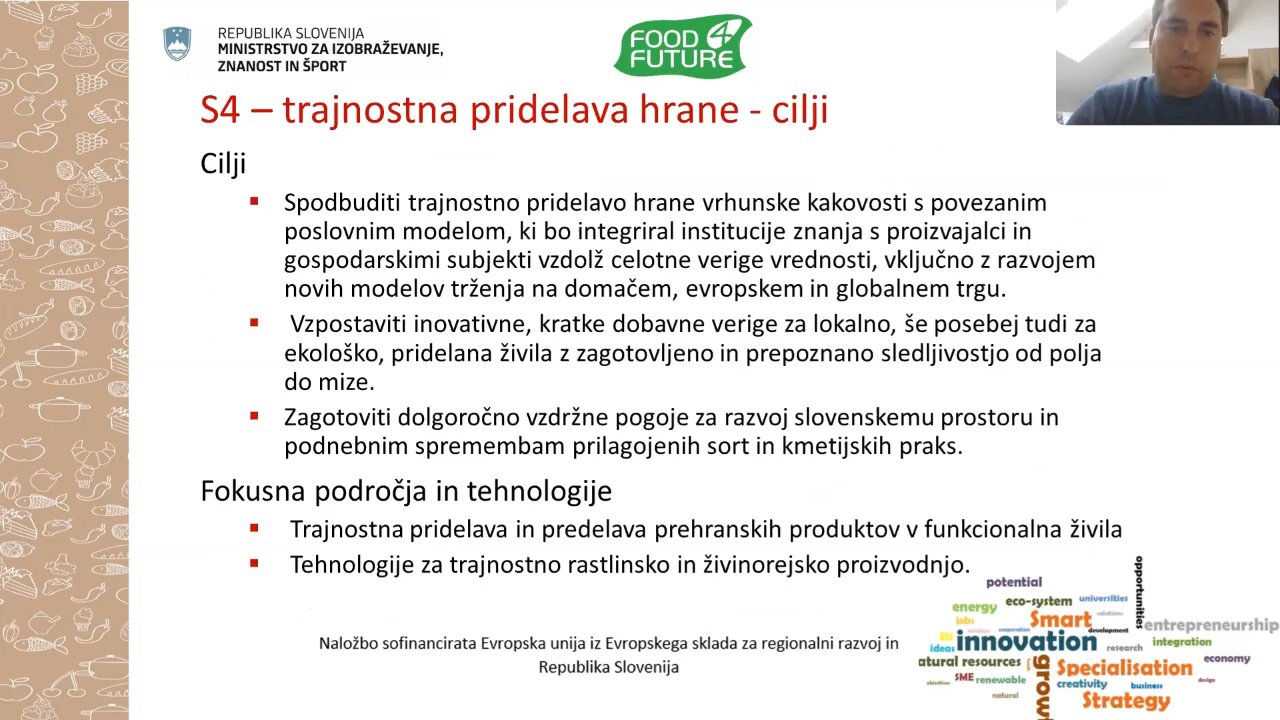 REPUBLIKA SLOVENIJA
MINISTRSTVO ZA IZOBRAŽEVANJE,
ZNANOST IN ŠPORT
FOOD 4
FUTURE
S4 – trajnostna pridelava hrane - cilji
Cilji
Spodbuditi trajnostno pridelavo hrane vrhunske kakovosti s povezanim
poslovnim modelom, ki bo integriral institucije znanja s proizvajalci in
gospodarskimi subjekti vzdolž celotne verige vrednosti, vključno z razvojem
novih modelov trženja na domačem, evropskem in globalnem trgu.
Vzpostaviti inovativne, kratke dobavne verige za lokalno, še posebej tudi za
ekološko, pridelana živila z zagotovljeno in prepoznano sledljivostjo od polja
do mize.
Zagotoviti dolgoročno vzdržne pogoje za razvoj slovenskemu prostoru in
podnebnim spremembam prilagojenih sort in kmetijskih praks.
Fokusna področja in tehnologije
Trajnostna pridelava in predelava prehranskih produktov v funkcionalna živila
Tehnologije za trajnostno rastlinsko in živinorejsko proizvodnjo.
Naložbo sofinancirata Evropska unija iz Evropskega sklada za regionalni razvoj in
Republika Slovenija
opportunities
potential
energy eco-system universities
jobs Smart
entrepreneurship
EU cooperation development
ideas innovation research integration
atural resources growt Specialisation economy
SME renewable creativity business design
natural Strategy